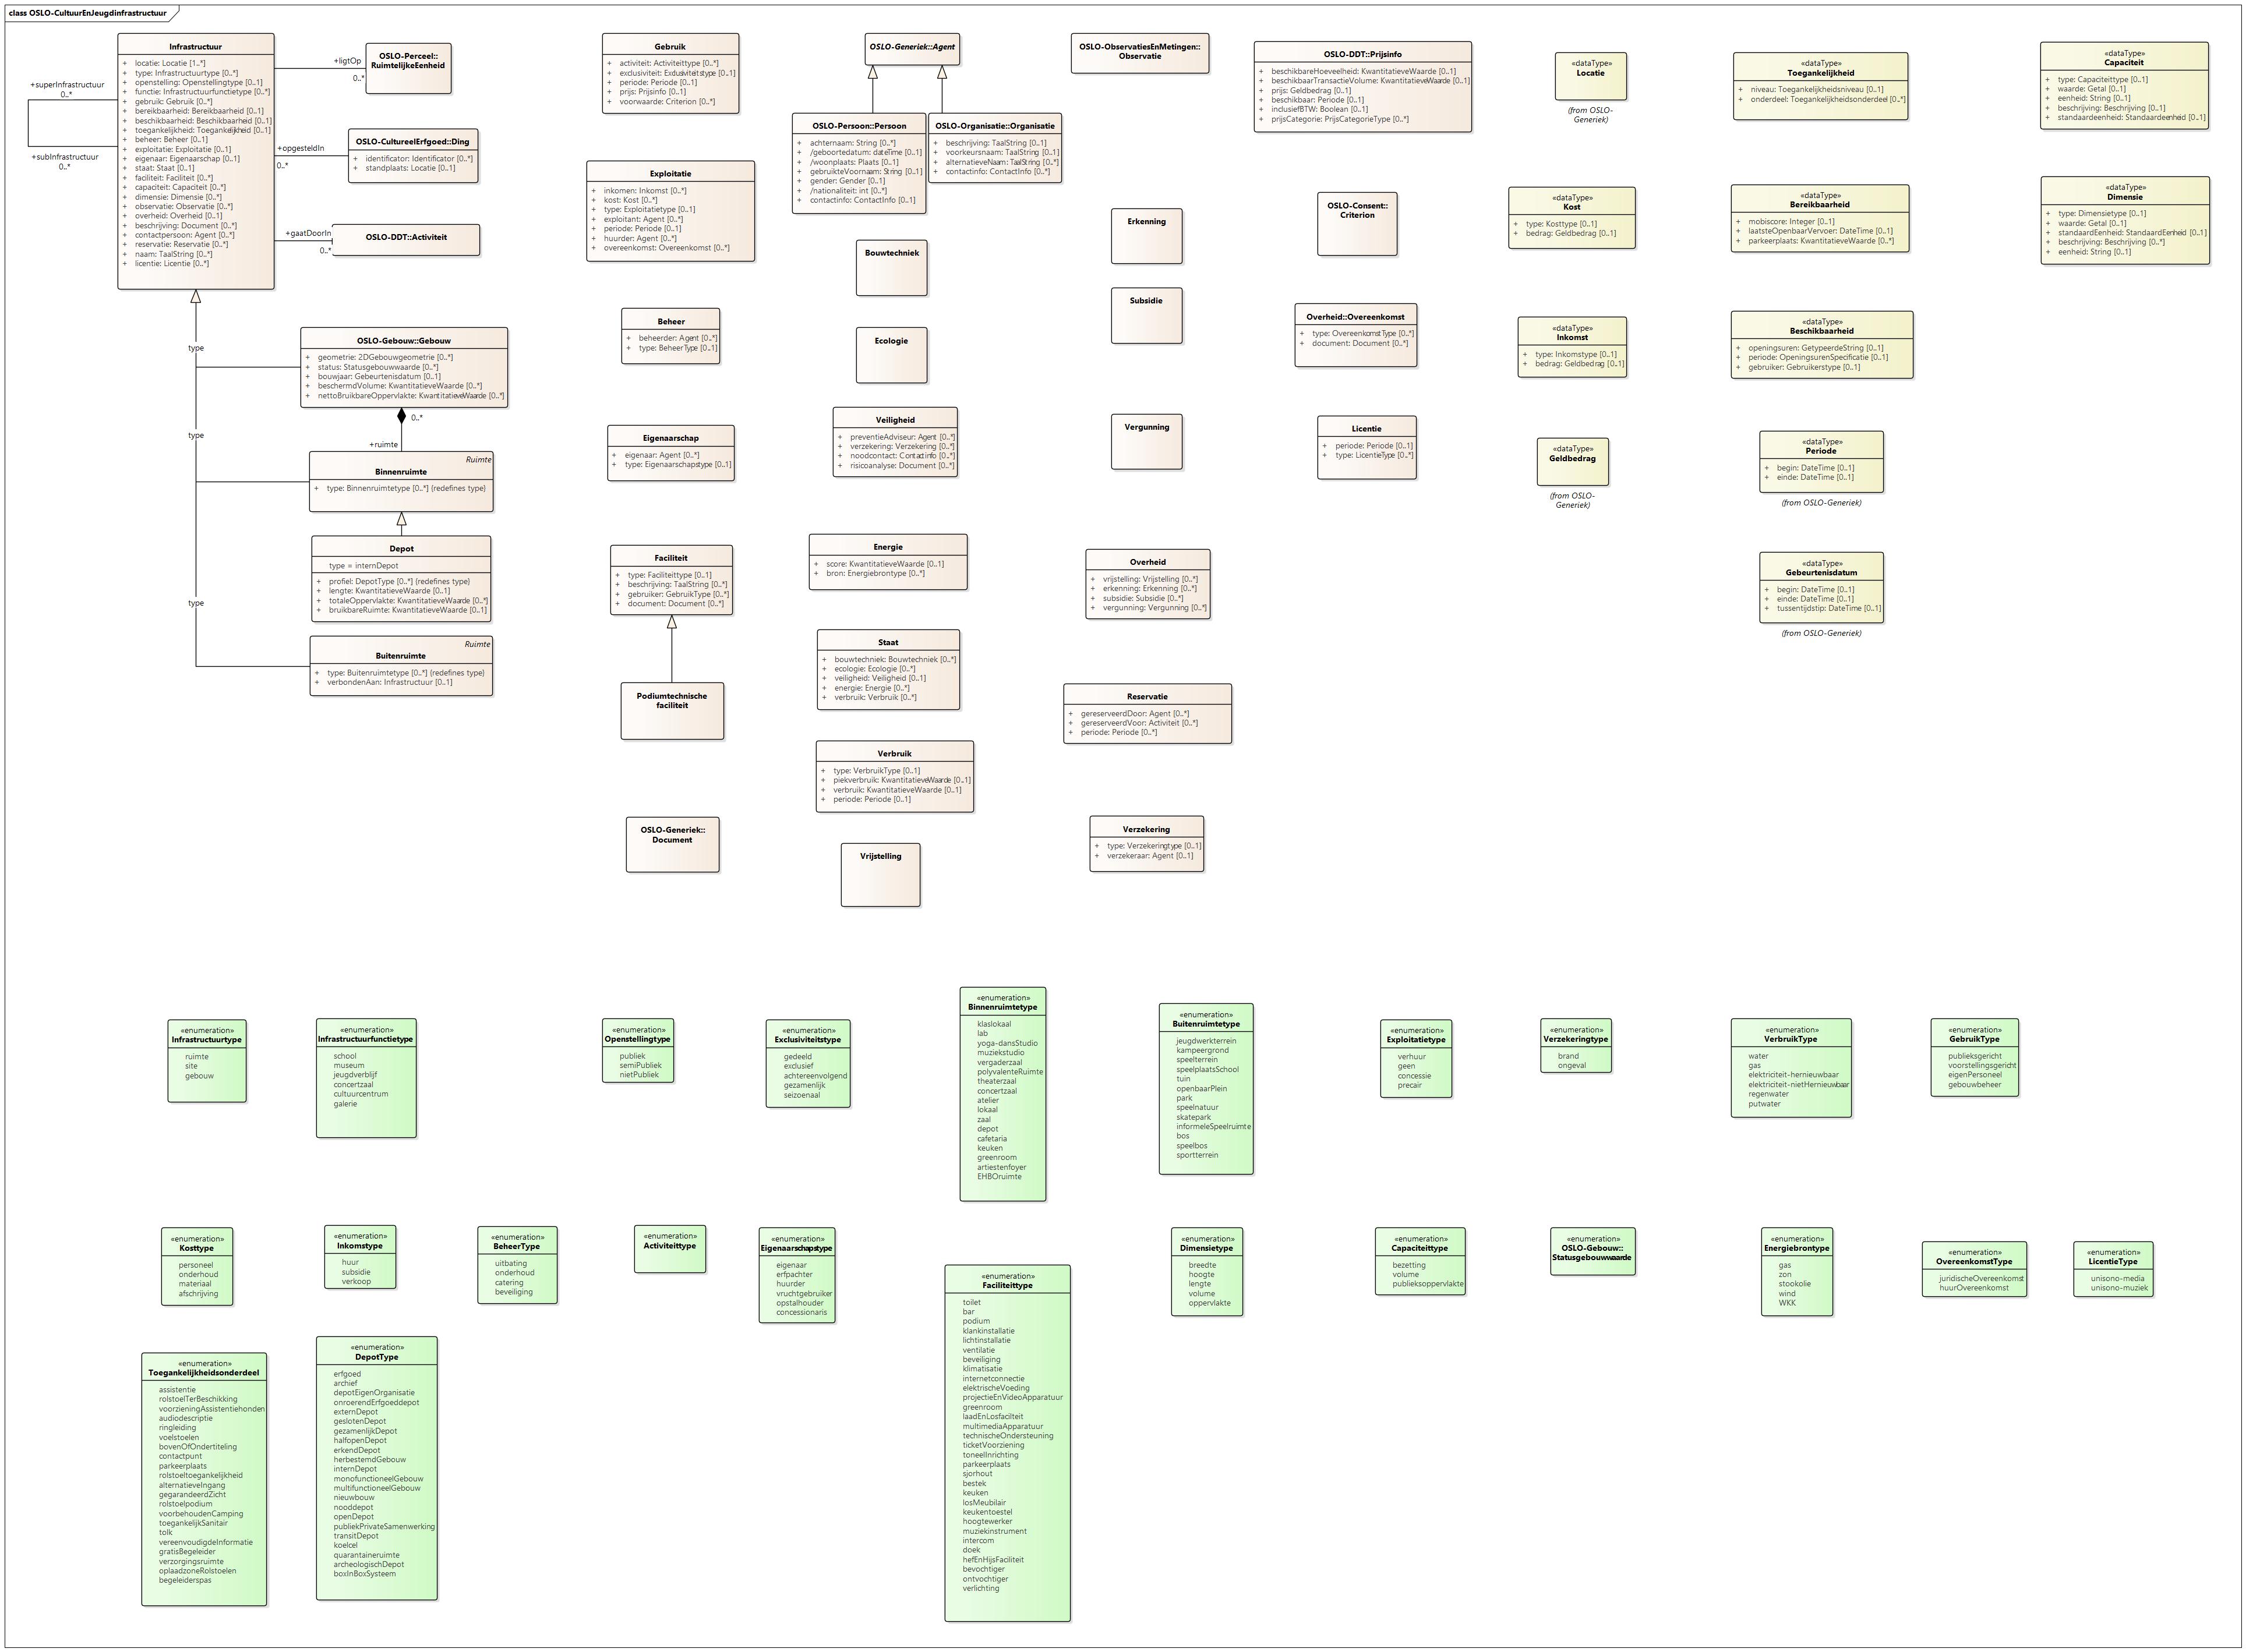 class OSLO-CultuurEnJeugdinfrastructuur
Infrastructuur
+ locatie: Locatie [1..*]
+ type: Infrastructuurtype [0..*]
+ openstelling: Openstellingtype [0..1]
+ functie: Infrastructuurfunctietype [0..*]
+ gebruik: Gebruik [0..*]
+ bereikbaarheid: Bereikbaarheid [0..1]
+ beschikbaarheid: Beschikbaarheid [0..1]
+ toegankelijkheid: Toegankelijkheid [0..*]
+ beheer: Beheer [0..1]
+ exploitatie: Exploitatie [0..1]
+ eigenaar: Eigenaarschap [0..1]
+ staat: Staat [0..1]
+ faciliteit: Faciliteit [0..*]
+ capaciteit: Capaciteit [0..*]
+ dimensie: Dimensie [0..*]
+ observatie: Observatie [0..*]
+ overheid: Overheid [0..1]
+ beschrijving: Document [0..*]
+ contactpersoon: Agent [0..*]
+ reservatie: Reservatie [0..*]
+ naam: TaalString [0..*]
+ licentie: Licentie [0..*]
+superInfrastructuur
0..*
+subInfrastructuur
0..*
+ligtOp
0..*
OSLO-Perceel::
RuimtelijkeEenheid
+opgesteldIn
0..*
OSLO-CultureelErfgoed::Ding
+ identificator: Identificator [0..*]
+ standplaats: Locatie [0..1]
+gaatDoorIn
0..*
OSLO-DDT::Activiteit
type
type
type
OSLO-Gebouw::Gebouw
+ geometrie: 2DGebouwgeometrie [0..*]
+ status: Statusgebouwwaarde [0..*]
+ bouwjaar: Gebeurtenisdatum [0..1]
+ beschermdVolume: KwantitatieveWaarde [0..*]
+ nettoBruikbareOppervlakte: KwantitatieveWaarde [0..*]
0..*
+ruimte
Ruimte
Binnenruimte
+ type: Binnenruimtetype [0..*] {redefines type}
Depot
type = internDepot
+ profiel: DepotType [0..*] {redefines type}
+ lengte: KwantitatieveWaarde [0..1]
+ totaleOppervlakte: KwantitatieveWaarde [0..*]
+ bruikbareRuimte: KwantitatieveWaarde [0..1]
Ruimte
Buitenruimte
+ type: Buitenruimtetype [0..*] {redefines type}
+ verbondenAan: Infrastructuur [0..1]
Gebruik
+ activiteit: Activiteittype [0..*]
+ exclusiviteit: Exclusiviteitstype [0..1]
+ periode: Periode [0..1]
+ prijs: Prijsinfo [0..1]
+ voorwaarde: Criterion [0..*]
Exploitatie
+ inkomen: Inkomst [0..*]
+ kost: Kost [0..*]
+ type: Exploitatietype [0..1]
+ exploitant: Agent [0..*]
+ periode: Periode [0..1]
+ huurder: Agent [0..*]
+ overeenkomst: Overeenkomst [0..*]
Beheer
+ beheerder: Agent [0..*]
+ type: BeheerType [0..1]
Eigenaarschap
+ eigenaar: Agent [0..*]
+ type: Eigenaarschapstype [0..1]
Faciliteit
+ type: Faciliteittype [0..1]
+ beschrijving: TaalString [0..*]
+ gebruiker: GebruikType [0..*]
+ document: Document [0..*]
Podiumtechnische
faciliteit
OSLO-Generiek::
Document
OSLO-Generiek::Agent
OSLO-Persoon::Persoon
+ achternaam: String [0..*]
+ /geboortedatum: dateTime [0..1]
+ /woonplaats: Plaats [0..1]
+ gebruikteVoornaam: String [0..1]
+ gender: Gender [0..1]
+ /nationaliteit: int [0..*]
+ contactinfo: ContactInfo [0..1]
OSLO-Organisatie::Organisatie
+ beschrijving: TaalString [0..1]
+ voorkeursnaam: TaalString [0..1]
+ alternatieveNaam: TaalString [0..*]
+ contactinfo: ContactInfo [0..*]
Bouwtechniek
Ecologie
Veiligheid
+ preventieAdviseur: Agent [0..*]
+ verzekering: Verzekering [0..*]
+ noodcontact: Contactinfo [0..*]
+ risicoanalyse: Document [0..*]
Energie
+ score: KwantitatieveWaarde [0..1]
+ bron: Energiebrontype [0..*]
Staat
+ bouwtechniek: Bouwtechniek [0..*]
+ ecologie: Ecologie [0..*]
+ veiligheid: Veiligheid [0..1]
+ energie: Energie [0..*]
+ verbruik: Verbruik [0..*]
Verbruik
+ type: VerbruikType [0..1]
+ piekverbruik: KwantitatieveWaarde [0..1]
+ verbruik: KwantitatieveWaarde [0..1]
+ periode: Periode [0..1]
Vrijstelling
OSLO-ObservatiesEnMetingen::
Observatie
Erkenning
Subsidie
Vergunning
Overheid
+ vrijstelling: Vrijstelling [0..*]
+ erkenning: Erkenning [0..*]
+ subsidie: Subsidie [0..*]
+ vergunning: Vergunning [0..*]
Reservatie
+ gereserveerdDoor: Agent [0..*]
+ gereserveerdVoor: Activiteit [0..*]
+ periode: Periode [0..*]
Verzekering
+ type: Verzekeringtype [0..1]
+ verzekeraar: Agent [0..1]
OSLO-DDT::Prijsinfo
+ beschikbareHoeveelheid: KwantitatieveWaarde [0..1]
+ beschikbaarTransactieVolume: KwantitatieveWaarde [0..1]
+ prijs: Geldbedrag [0..1]
+ beschikbaar: Periode [0..1]
+ inclusiefBTW: Boolean [0..1]
+ prijsCategorie: PrijsCategorieType [0..*]
OSLO-Consent::
Criterion
Overheid::Overeenkomst
+ type: OvereenkomstType [0..*]
+ document: Document [0..*]
Licentie
+ periode: Periode [0..1]
+ type: LicentieType [0..*]
«dataType»
Locatie
(from OSLO-
Generiek)
«dataType»
Kost
+ type: Kosttype [0..1]
+ bedrag: Geldbedrag [0..1]
«dataType»
Inkomst
+ type: Inkomstype [0..1]
+ bedrag: Geldbedrag [0..1]
«dataType»
Geldbedrag
(from OSLO-
Generiek)
«dataType»
Toegankelijkheid
+ niveau: Toegankelijkheidsniveau [0..1]
+ onderdeel: Toegankelijkheidsonderdeel [0..*]
«dataType»
Bereikbaarheid
+ mobiscore: Integer [0..1]
+ laatsteOpenbaarVervoer: DateTime [0..1]
+ parkeerplaats: KwantitatieveWaarde [0..*]
«dataType»
Beschikbaarheid
+ openingsuren: GetypeerdeString [0..1]
+ periode: OpeningsurenSpecificatie [0..1]
+ gebruiker: Gebruikerstype [0..1]
«dataType»
Periode
+ begin: DateTime [0..1]
+ einde: DateTime [0..1]
(from OSLO-Generiek)
«dataType»
Gebeurtenisdatum
+ begin: DateTime [0..1]
+ einde: DateTime [0..1]
+ tussentijdstip: DateTime [0..1]
(from OSLO-Generiek)
«dataType»
Capaciteit
+ type: Capaciteittype [0..1]
+ waarde: Getal [0..1]
+ eenheid: String [0..1]
+ beschrijving: Beschrijving [0..1]
+ standaardeenheid: Standaardeenheid [0..1]
«dataType»
Dimensie
+ type: Dimensietype [0..1]
+ waarde: Getal [0..1]
+ standaardEenheid: StandaardEenheid [0..1]
+ beschrijving: Beschrijving [0..*]
+ eenheid: String [0..1]
«enumeration»
Infrastructuurtype
ruimte
site
gebouw
«enumeration»
Infrastructuurfunctietype
school
museum
jeugdverblijf
concertzaal
cultuurcentrum
galerie
«enumeration»
Openstellingtype
publiek
semiPubliek
nietPubliek
«enumeration»
Exclusiviteitstype
gedeeld
exclusief
achtereenvolgend
gezamenlijk
seizoenaal
«enumeration»
Binnenruimtetype
klaslokaal
lab
yoga-dansStudio
muziekstudio
vergaderzaal
polyvalenteRuimte
theaterzaal
concertzaal
atelier
lokaal
zaal
depot
cafetaria
keuken
greenroom
artiestenfoyer
EHBOruimte
«enumeration»
Buitenruimtetype
jeugdwerkterrein
kampeergrond
speelterrein
speelplaatsSchool
tuin
openbaarPlein
park
speelnatuur
skatepark
informeleSpeelruimte
bos
speelbos
sportterrein
«enumeration»
Exploitatietype
verhuur
geen
concessie
precair
«enumeration»
Verzekeringtype
brand
ongeval
«enumeration»
VerbruikType
water
gas
elektriciteit-hernieuwbaar
elektriciteit-nietHernieuwbaar
regenwater
putwater
«enumeration»
GebruikType
publieksgericht
voorstellingsgericht
eigenPersoneel
gebouwbeheer
«enumeration»
Kosttype
personeel
onderhoud
materiaal
afschrijving
«enumeration»
Inkomstype
huur
subsidie
verkoop
«enumeration»
BeheerType
uitbating
onderhoud
catering
beveiliging
«enumeration»
Activiteittype
«enumeration»
Eigenaarschapstype
eigenaar
erfpachter
huurder
vruchtgebruiker
opstalhouder
concessionaris
«enumeration»
Faciliteittype
toilet
bar
podium
klankinstallatie
lichtinstallatie
ventilatie
beveiliging
klimatisatie
internetconnectie
elektrischeVoeding
projectieEnVideoApparatuur
greenroom
laadEnLosfacilteit
multimediaApparatuur
technischeOndersteuning
ticketVoorziening
toneelInrichting
parkeerplaats
sjorhout
bestek
keuken
losMeubilair
keukentoestel
hoogtewerker
muziekinstrument
intercom
doek
hefEnHijsFaciliteit
bevochtiger
ontvochtiger
verlichting
«enumeration»
Dimensietype
breedte
hoogte
lengte
volume
oppervlakte
«enumeration»
Capaciteittype
bezetting
volume
publieksoppervlakte
«enumeration»
OSLO-Gebouw::
Statusgebouwwaarde
«enumeration»
Energiebrontype
gas
zon
stookolie
wind
WKK
«enumeration»
OvereenkomstType
juridischeOvereenkomst
huurOvereenkomst
«enumeration»
LicentieType
unisono-media
unisono-muziek
«enumeration»
Toegankelijkheidsonderdeel
assistentie
rolstoelTerBeschikking
voorzieningAssistentiehonden
audiodescriptie
ringleiding
voelstoelen
bovenOfOndertiteling
contactpunt
parkeerplaats
rolstoeltoegankelijkheid
alternatieveIngang
gegarandeerdZicht
rolstoelpodium
voorbehoudenCamping
toegankelijkSanitair
tolk
vereenvoudigdeInformatie
gratisBegeleider
verzorgingsruimte
oplaadzoneRolstoelen
begeleiderspas
«enumeration»
DepotType
erfgoed
archief
depotEigenOrganisatie
onroerendErfgoeddepot
externDepot
geslotenDepot
gezamenlijkDepot
halfopenDepot
erkendDepot
herbestemdGebouw
internDepot
monofunctioneelGebouw
multifunctioneelGebouw
nieuwbouw
nooddepot
openDepot
publiekPrivateSamenwerking
transitDepot
koelcel
quarantaineruimte
archeologischDepot
boxInBoxSysteem